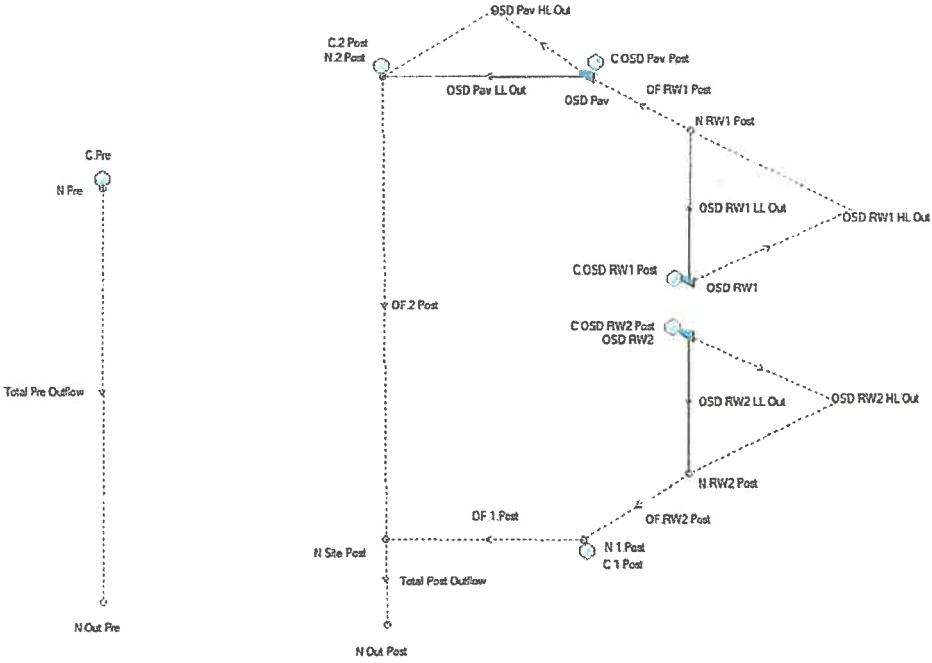 OSD Pav HL Out
C.2 Post
N.2 Post
C.OSD Pav Post
OSD Pav LL Out
OSD Pav
OF.RW1 Post
N.RW1 Post
C.Pre
N Pre
OSD RW1 LL Out
OSD RW1 HL Out
C.OSD RW1 Post
OSD RW1
OF.2 Post
C.OSD RW2 Post
OSD RW2
Total Pre Outflow
OSD RW2 LL Out
OSD RW2 HL Out
N.RW2 Post
OF.1.Post
OF.RW2 Post
N Site Post
N 1.Post
C 1 Post
Total Post Outflow
N Out Pre
N Out Post